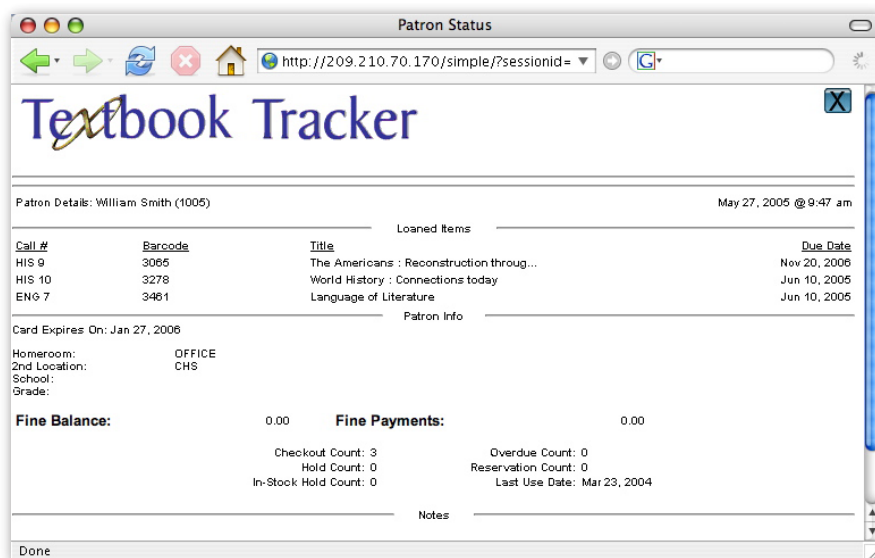 Patron Status
http://209.210.70.170/simple/?sessionid=
G
Textbook Tracker
X
Patron Details: William Smith (1005) May 27, 2005 @ 9:47 am
Loaned Items
Call # Barcode Title Due Date
HIS 9 3065 The Americans : Reconstruction throug... Nov 20, 2006
HIS 10 3278 World History : Connections today Jun 10, 2005
ENG 7 3461 Language of Literature Jun 10, 2005
Patron Info
Card Expires On: Jan 27, 2006
Homeroom: OFFICE
2nd Location: CHS
School:
Grade:
Fine Balance: 0.00 Fine Payments: 0.00
Checkout Count: 3 Overdue Count: 0
Hold Count: 0 Reservation Count: 0
In-Stock Hold Count: 0 Last Use Date: Mar 23, 2004
Notes
Done